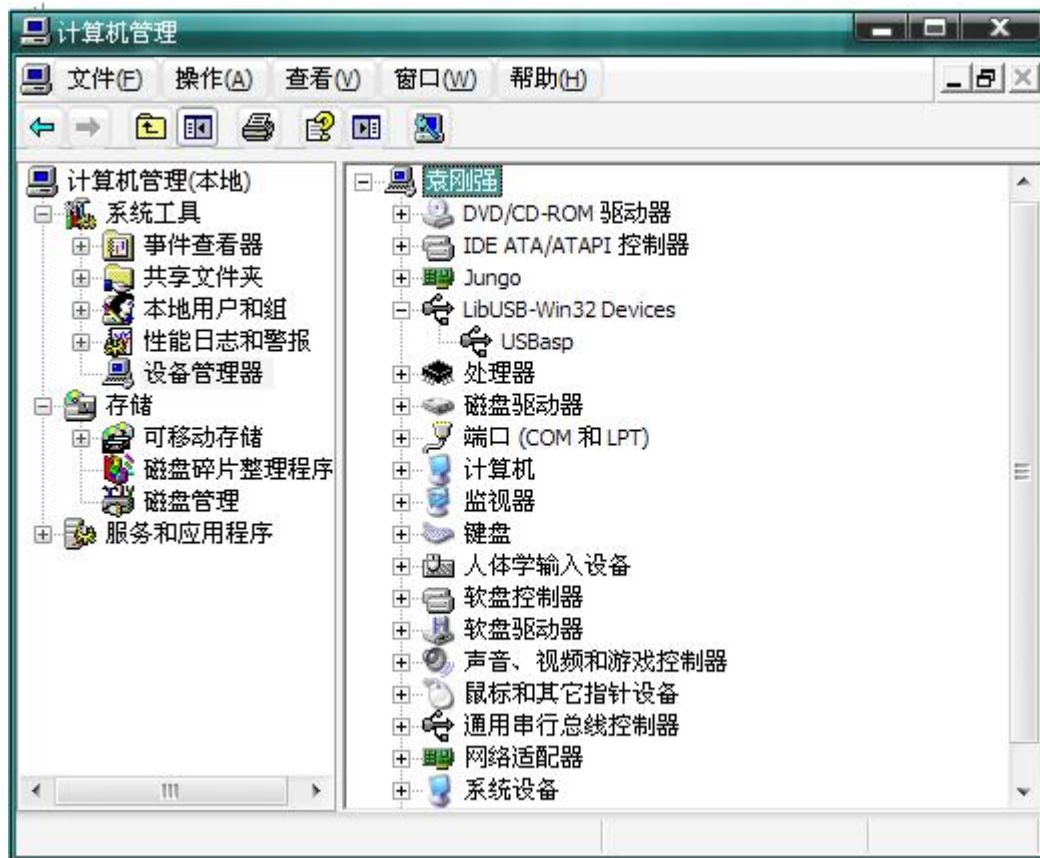 计算机管理
文件(F) 操作(A) 查看(V) 窗口(W) 帮助(H)
计算机管理(本地)
系统工具
事件查看器
共享文件夹
本地用户和组
性能日志和警报
设备管理器
存储
可移动存储
磁盘碎片整理程序
磁盘管理
服务和应用程序
袁刚强
DVD/CD-ROM 驱动器
IDE ATA/ATAPI 控制器
Jungo
LibUSB-Win32 Devices
USBasp
处理器
磁盘驱动器
端口 (COM 和 LPT)
计算机
监视器
键盘
人体学输入设备
软盘控制器
软盘驱动器
声音、视频和游戏控制器
鼠标和其它指针设备
通用串行总线控制器
网络适配器
系统设备